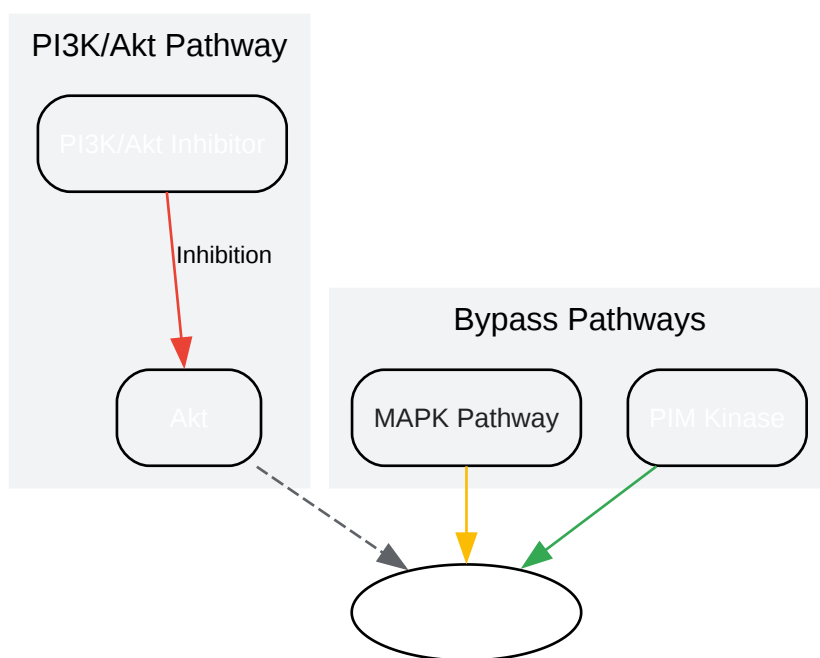 PI3K/Akt Pathway
PI3K/Akt Inhibitor
Inhibition
Bypass Pathways
Akt
MAPK Pathway
PIM Kinase